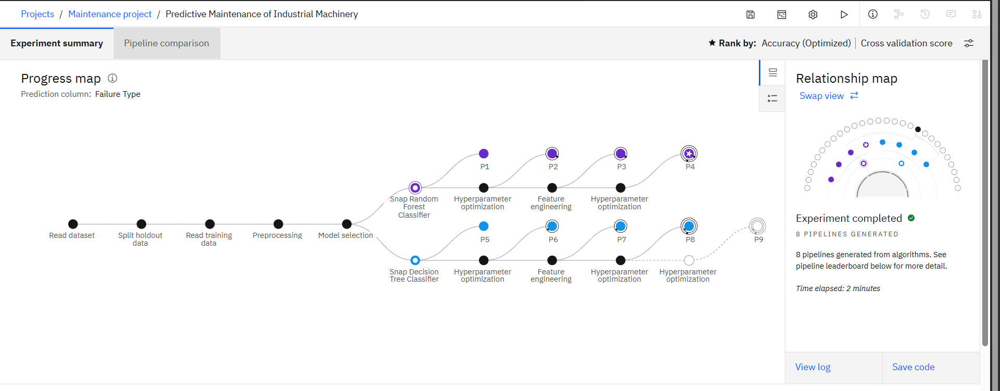 Projects / Maintenance project / Predictive Maintenance of Industrial Machinery
Experiment summary
Pipeline comparison
Rank by: Accuracy (Optimized) | Cross validation score
Progress map
Prediction column: Failure Type
P1
P2
P3
P4
Snap Random
Forest
Classifier
Hyperparameter
optimization
Feature
engineering
Hyperparameter
optimization
Read dataset
Split holdout
data
Read training
data
Preprocessing
Model selection
P5
P6
P7
P8
P9
Snap Decision
Tree Classifier
Hyperparameter
optimization
Feature
engineering
Hyperparameter
optimization
Hyperparameter
optimization
Relationship map
Swap view
Experiment completed
8 PIPELINES GENERATED
8 pipelines generated from algorithms. See
pipeline leaderboard below for more detail.
Time elapsed: 2 minutes
View log
Save code